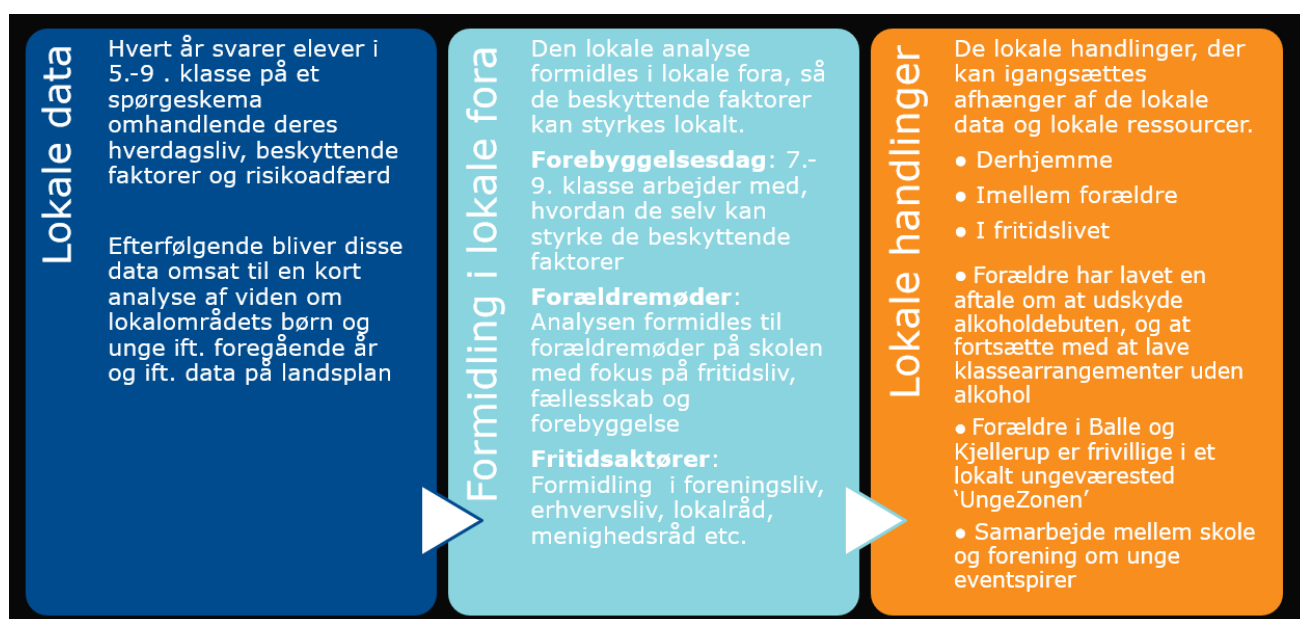 Lokale data
Hvert år svarer elever i
5.-9 . klasse på et
spørgeskema
omhandlende deres
hverdagsliv, beskyttende
faktorer og risikoadfærd
Efterfølgende bliver disse
data omsat til en kort
analyse af viden om
lokalområdets børn og
unge ift. foregående år
og ift. data på landsplan
Formidling i lokale fora
Den lokale analyse
formidles i lokale fora, så
de beskyttende faktorer
kan styrkes lokalt.
Forebyggelsesdag: 7.-
9. klasse arbejder med,
hvordan de selv kan
styrke de beskyttende
faktorer
Forældremøder:
Analysen formidles til
forældremøder på skolen
med fokus på fritidsliv,
fællesskab og
forebyggelse
Fritidsaktører:
Formidling  i foreningsliv,
erhvervsliv, lokalråd,
menighedsråd etc.
Lokale handlinger
De lokale handlinger, der
kan igangsættes
afhænger af de lokale
data og lokale ressourcer.
● Derhjemme
● Imellem forældre
● I fritidslivet
● Forældre har lavet en
aftale om at udskyde
alkoholdebuten, og at
fortsætte med at lave
klassearrangementer uden
alkohol
● Forældre i Balle og
Kjellerup er frivillige i et
lokalt ungeværested
‘UngeZonen’
● Samarbejde mellem skole
og forening om unge
eventspirer